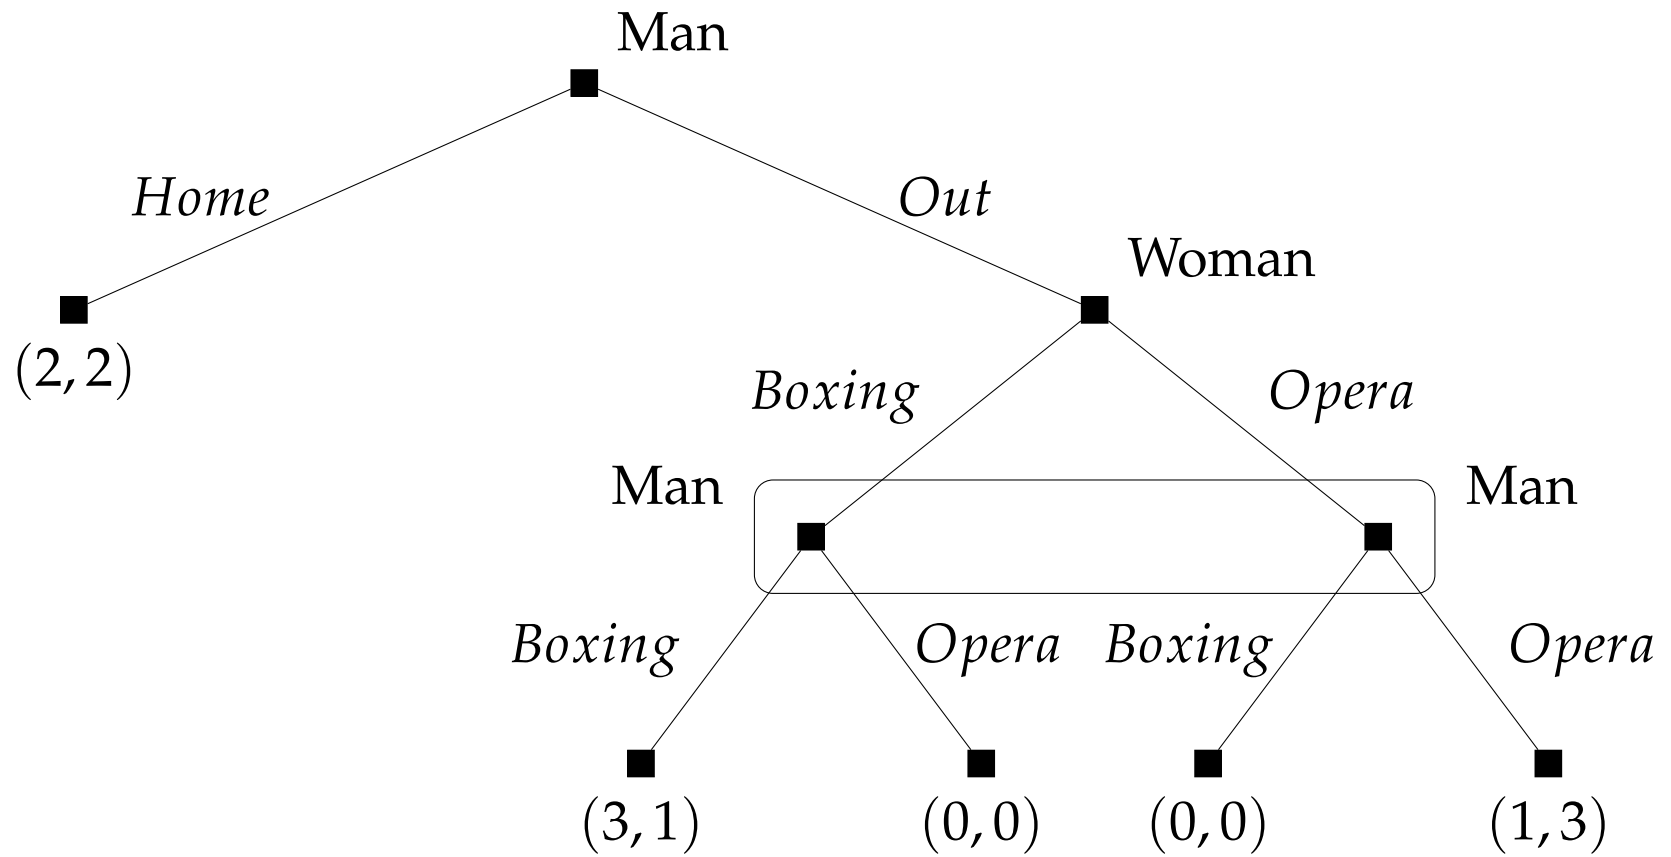 Man
Home
Out
Woman
(2, 2)
Boxing
Opera
Man
Man
Boxing
Opera
Boxing
Opera
(3, 1)
(0, 0)
(0, 0)
(1, 3)